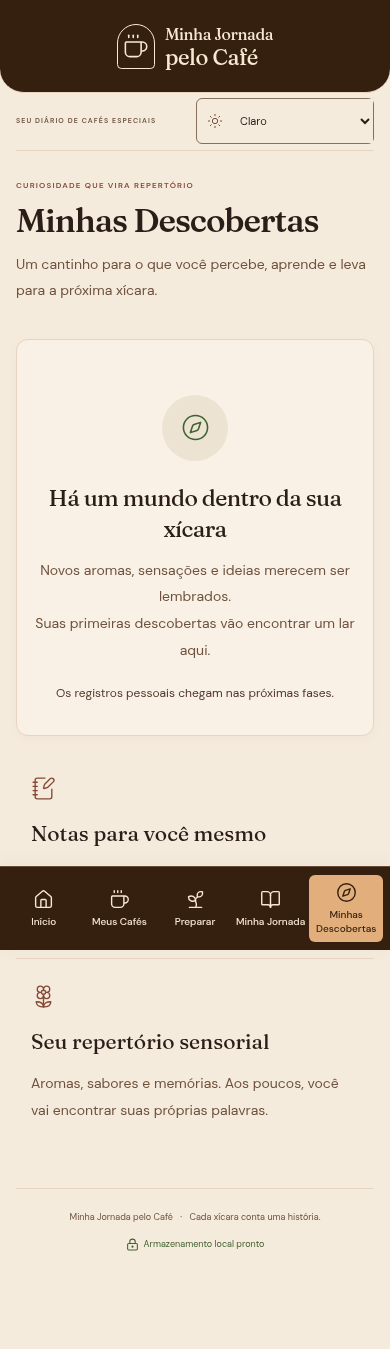 Minha Jornada
pelo Café
SEU DIÁRIO DE CAFÉS ESPECIAIS
Claro
CURIOSIDADE QUE VIRA REPERTÓRIO
Minhas Descobertas
Um cantinho para o que você percebe, aprende e leva
para a próxima xícara.
Há um mundo dentro da sua
xícara
Novos aromas, sensações e ideias merecem ser
lembrados.
Suas primeiras descobertas vão encontrar um lar
aqui.
Os registros pessoais chegam nas próximas fases.
Notas para você mesmo
Início
Meus Cafés
Preparar
Minha Jornada
Minhas
Descobertas
Seu repertório sensorial
Aromas, sabores e memórias. Aos poucos, você
vai encontrar suas próprias palavras.
Minha Jornada pelo Café · Cada xícara conta uma história.
Armazenamento local pronto